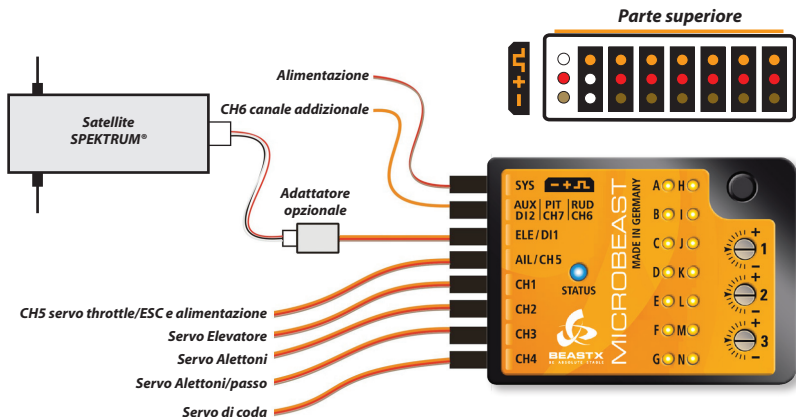 Parte superiore
Alimentazione
CH6 canale addizionale
Satellite
SPEKTRUM®
Adattatore
opzionale
CH5 servo throttle/ESC e alimentazione
Servo Elevatore
Servo Alettoni
Servo Alettoni/passo
Servo di coda
SYS
AUX | PIT | RUD
DI2 | CH7 | CH6
ELE/DI1
AIL/CH5
CH1
CH2
CH3
CH4
STATUS
BEASTX
MICROBEAST
MADE IN GERMANY
A H
B I
C J
D K
E L
F M
G N
+ 1 -
+ 2 -
+ 3 -